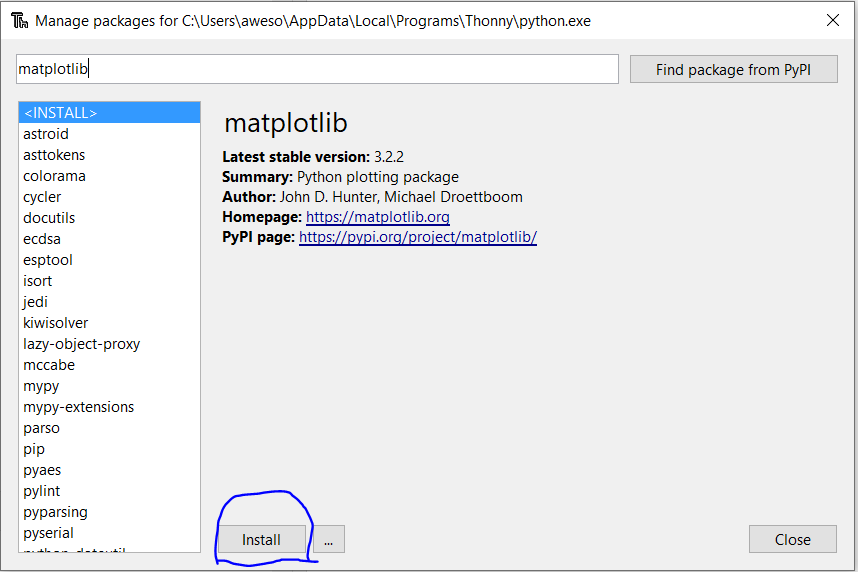 Manage packages for C:\Users\aweso\AppData\Local\Programs\Thonny\python.exe
matplotlib
Find package from PyPI
<INSTALL>
astroid
asttokens
colorama
cycler
docutils
ecdsa
esptool
isort
jedi
kiwisolver
lazy-object-proxy
mccabe
mypy
mypy-extensions
parso
pip
pyaes
pylint
pyparsing
pyserial
python-dateutil
matplotlib
Latest stable version: 3.2.2
Summary: Python plotting package
Author: John D. Hunter, Michael Droettboom
Homepage: https://matplotlib.org
PyPI page: https://pypi.org/project/matplotlib/
Install
...
Close